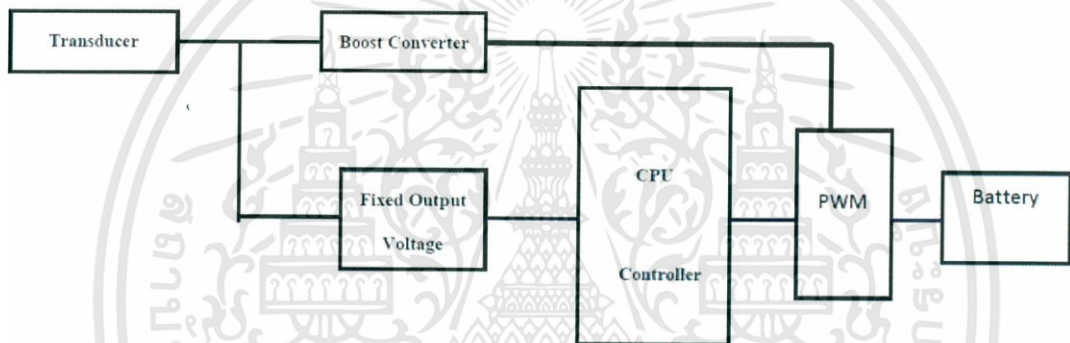 Transducer
Boost Converter
Fixed Output
Voltage
CPU
Controller
PWM
Battery